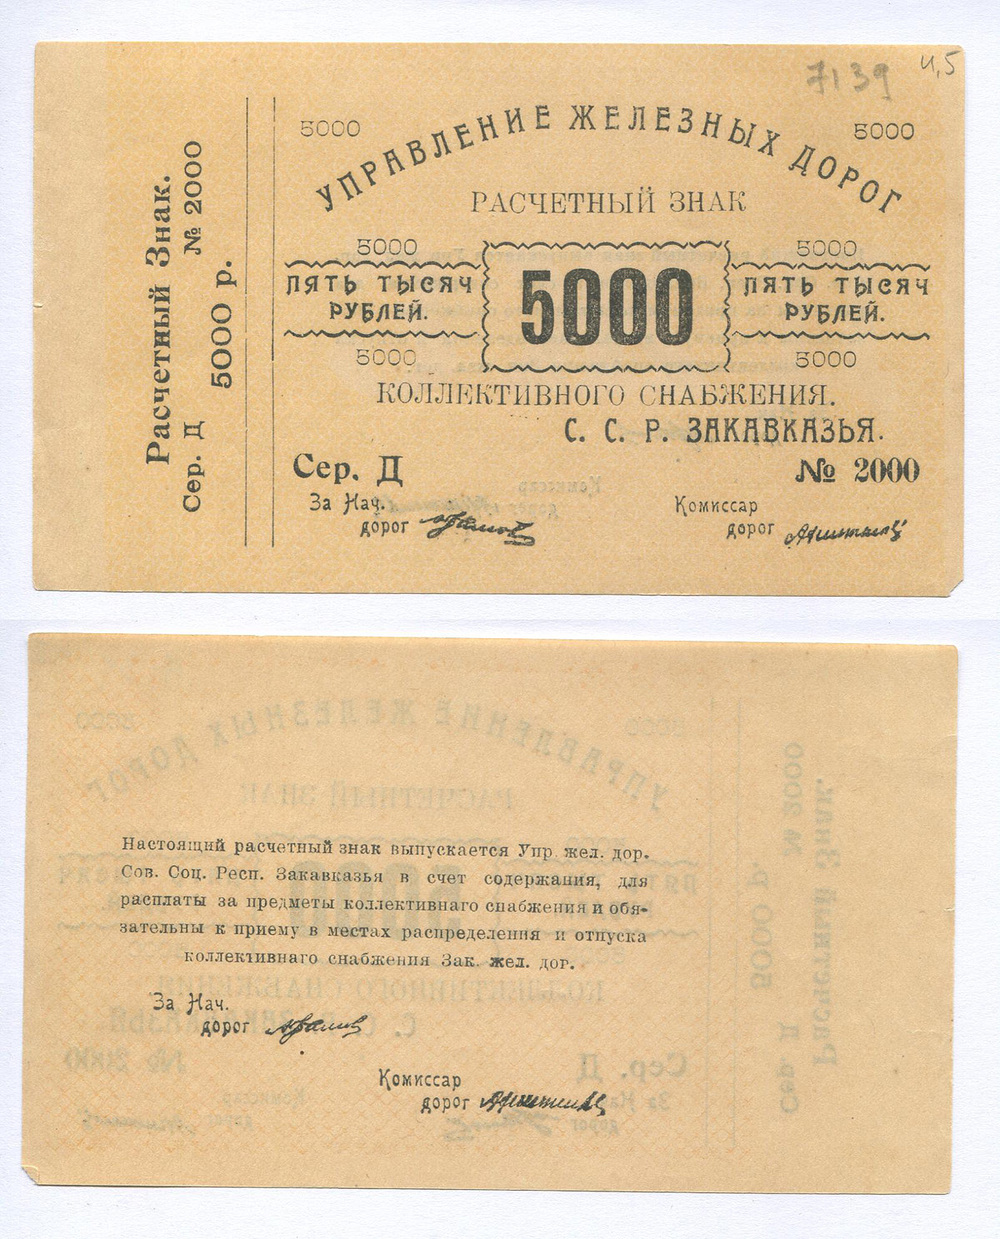 7139
И,5
Расчетный Знак.
Сер. Д № 2000
5000 р.
5000 5000
УПРАВЛЕНИЕ ЖЕЛЕЗНЫХ ДОРОГ
РАСЧЕТНЫЙ ЗНАК
5000 5000
ПЯТЬ ТЫСЯЧ 5000 ПЯТЬ ТЫСЯЧ
РУБЛЕЙ. РУБЛЕЙ.
5000 5000
КОЛЛЕКТИВНОГО СНАБЖЕНИЯ.
С. С. Р. ЗАКАВКАЗЬЯ.
Сер. Д № 2000
За Нач. Комиссар
дорог дорог
Настоящий расчетный знак выпускается Упр. жел. дор.
Сов. Соц. Респ. Закавказья в счет содержания, для
расплаты за предметы коллективнаго снабжения и обя-
зательны к приему в местах распределения и отпуска
коллективнаго снабжения Зак. жел. дор.
За Нач.
дорог
Комиссар
дорог